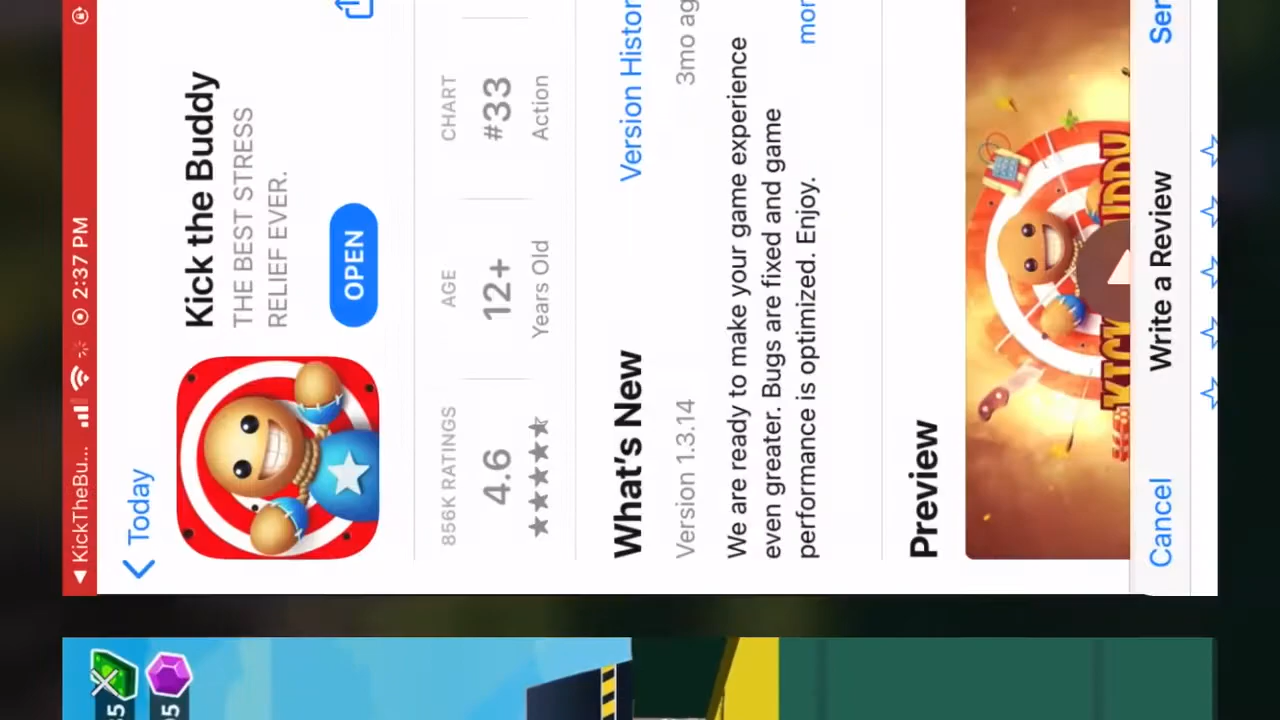 KickTheBu... 2:37 PM
Today
Kick the Buddy
THE BEST STRESS
RELIEF EVER.
OPEN
856K RATINGS
4.6
AGE
12+
Years Old
CHART
#33
Action
What's New
Version History
Version 1.3.14
3mo ag
We are ready to make your game experience
even greater. Bugs are fixed and game
performance is optimized. Enjoy.
mor
Preview
KICK
UDDY
Cancel
Write a Review